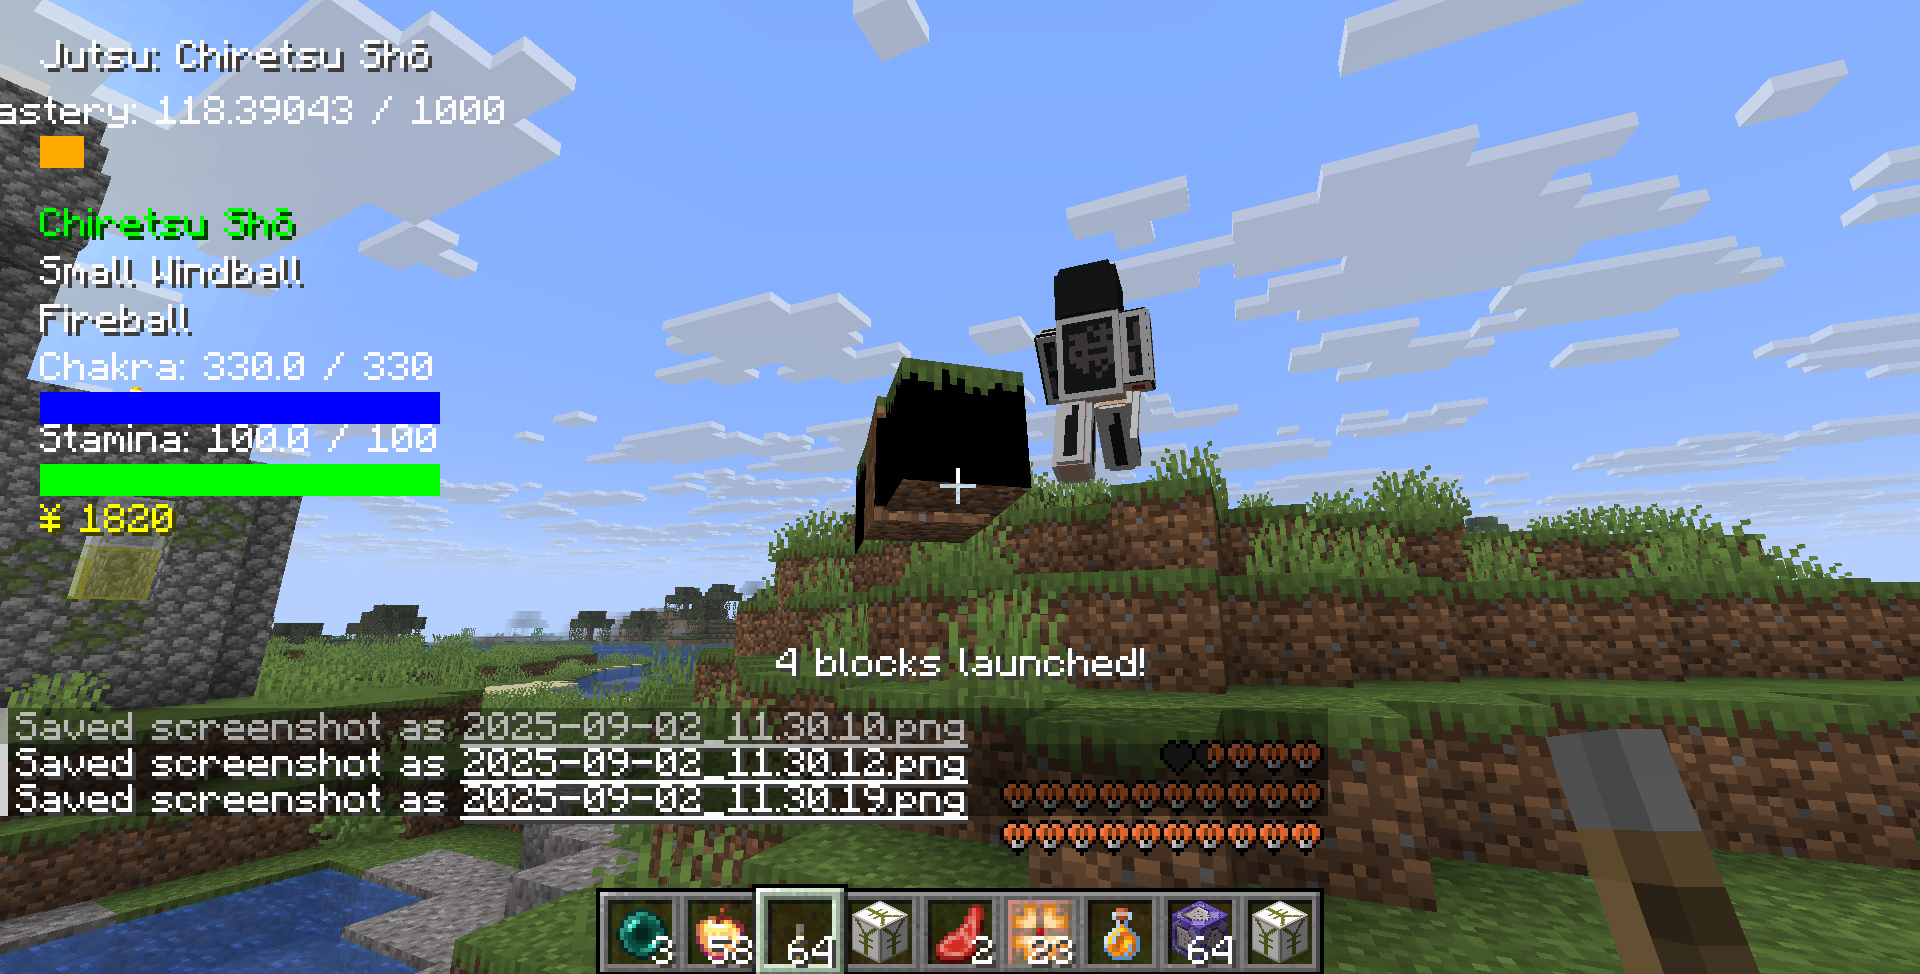 Jutsu: Chiretsu Shō
astery: 118.39043 / 1000
Chiretsu Shō
Small Windball
Fireball
Chakra: 330.0 / 330
Stamina: 100.0 / 100
¥ 1820
4 blocks launched!
Saved screenshot as 2025-09-02_11.30.10.png
Saved screenshot as 2025-09-02_11.30.12.png
Saved screenshot as 2025-09-02_11.30.19.png
3 58 64 2 28 64